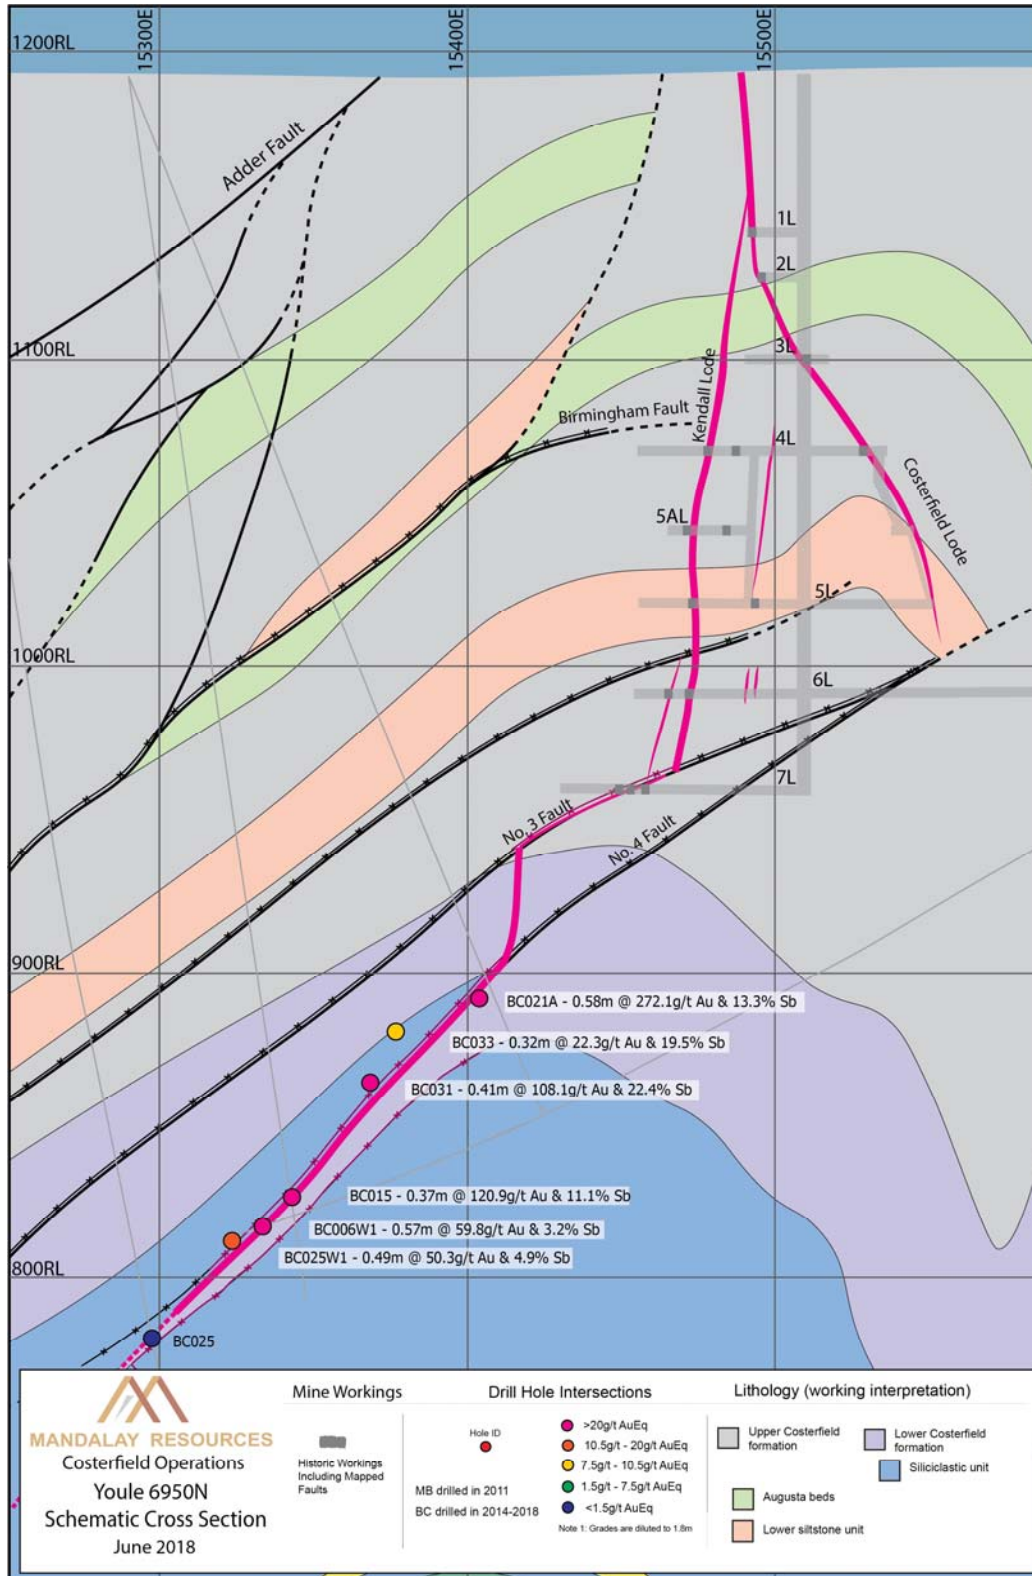 15300E
15400E
15500E
1200RL
Adder Fault
1L
2L
1100RL
3L
Kendall Lode
Birmingham Fault
4L
Costerfield Lode
5AL
5L
1000RL
6L
7L
No. 3 Fault
No. 4 Fault
900RL
BC021A - 0.58m @ 272.1g/t Au & 13.3% Sb
BC033 - 0.32m @ 22.3g/t Au & 19.5% Sb
BC031 - 0.41m @ 108.1g/t Au & 22.4% Sb
BC015 - 0.37m @ 120.9g/t Au & 11.1% Sb
BC006W1 - 0.57m @ 59.8g/t Au & 3.2% Sb
BC025W1 - 0.49m @ 50.3g/t Au & 4.9% Sb
800RL
BC025
MANDALAY RESOURCES
Costerfield Operations
Youle 6950N
Schematic Cross Section
June 2018
Mine Workings
Historic Workings
Including Mapped
Faults
Drill Hole Intersections
Hole ID
MB drilled in 2011
BC drilled in 2014-2018
>20g/t AuEq
10.5g/t - 20g/t AuEq
7.5g/t - 10.5g/t AuEq
1.5g/t - 7.5g/t AuEq
<1.5g/t AuEq
Note 1: Grades are diluted to 1.8m
Lithology (working interpretation)
Upper Costerfield
formation
Lower Costerfield
formation
Siliciclastic unit
Augusta beds
Lower siltstone unit